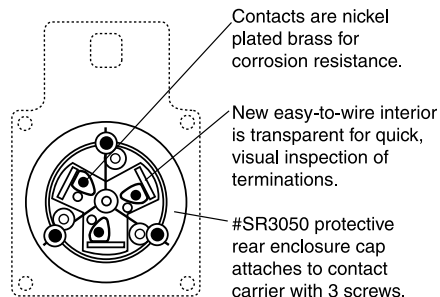 Contacts are nickel
plated brass for
corrosion resistance.
New easy-to-wire interior
is transparent for quick,
visual inspection of
terminations.
#SR3050 protective
rear enclosure cap
attaches to contact
carrier with 3 screws.